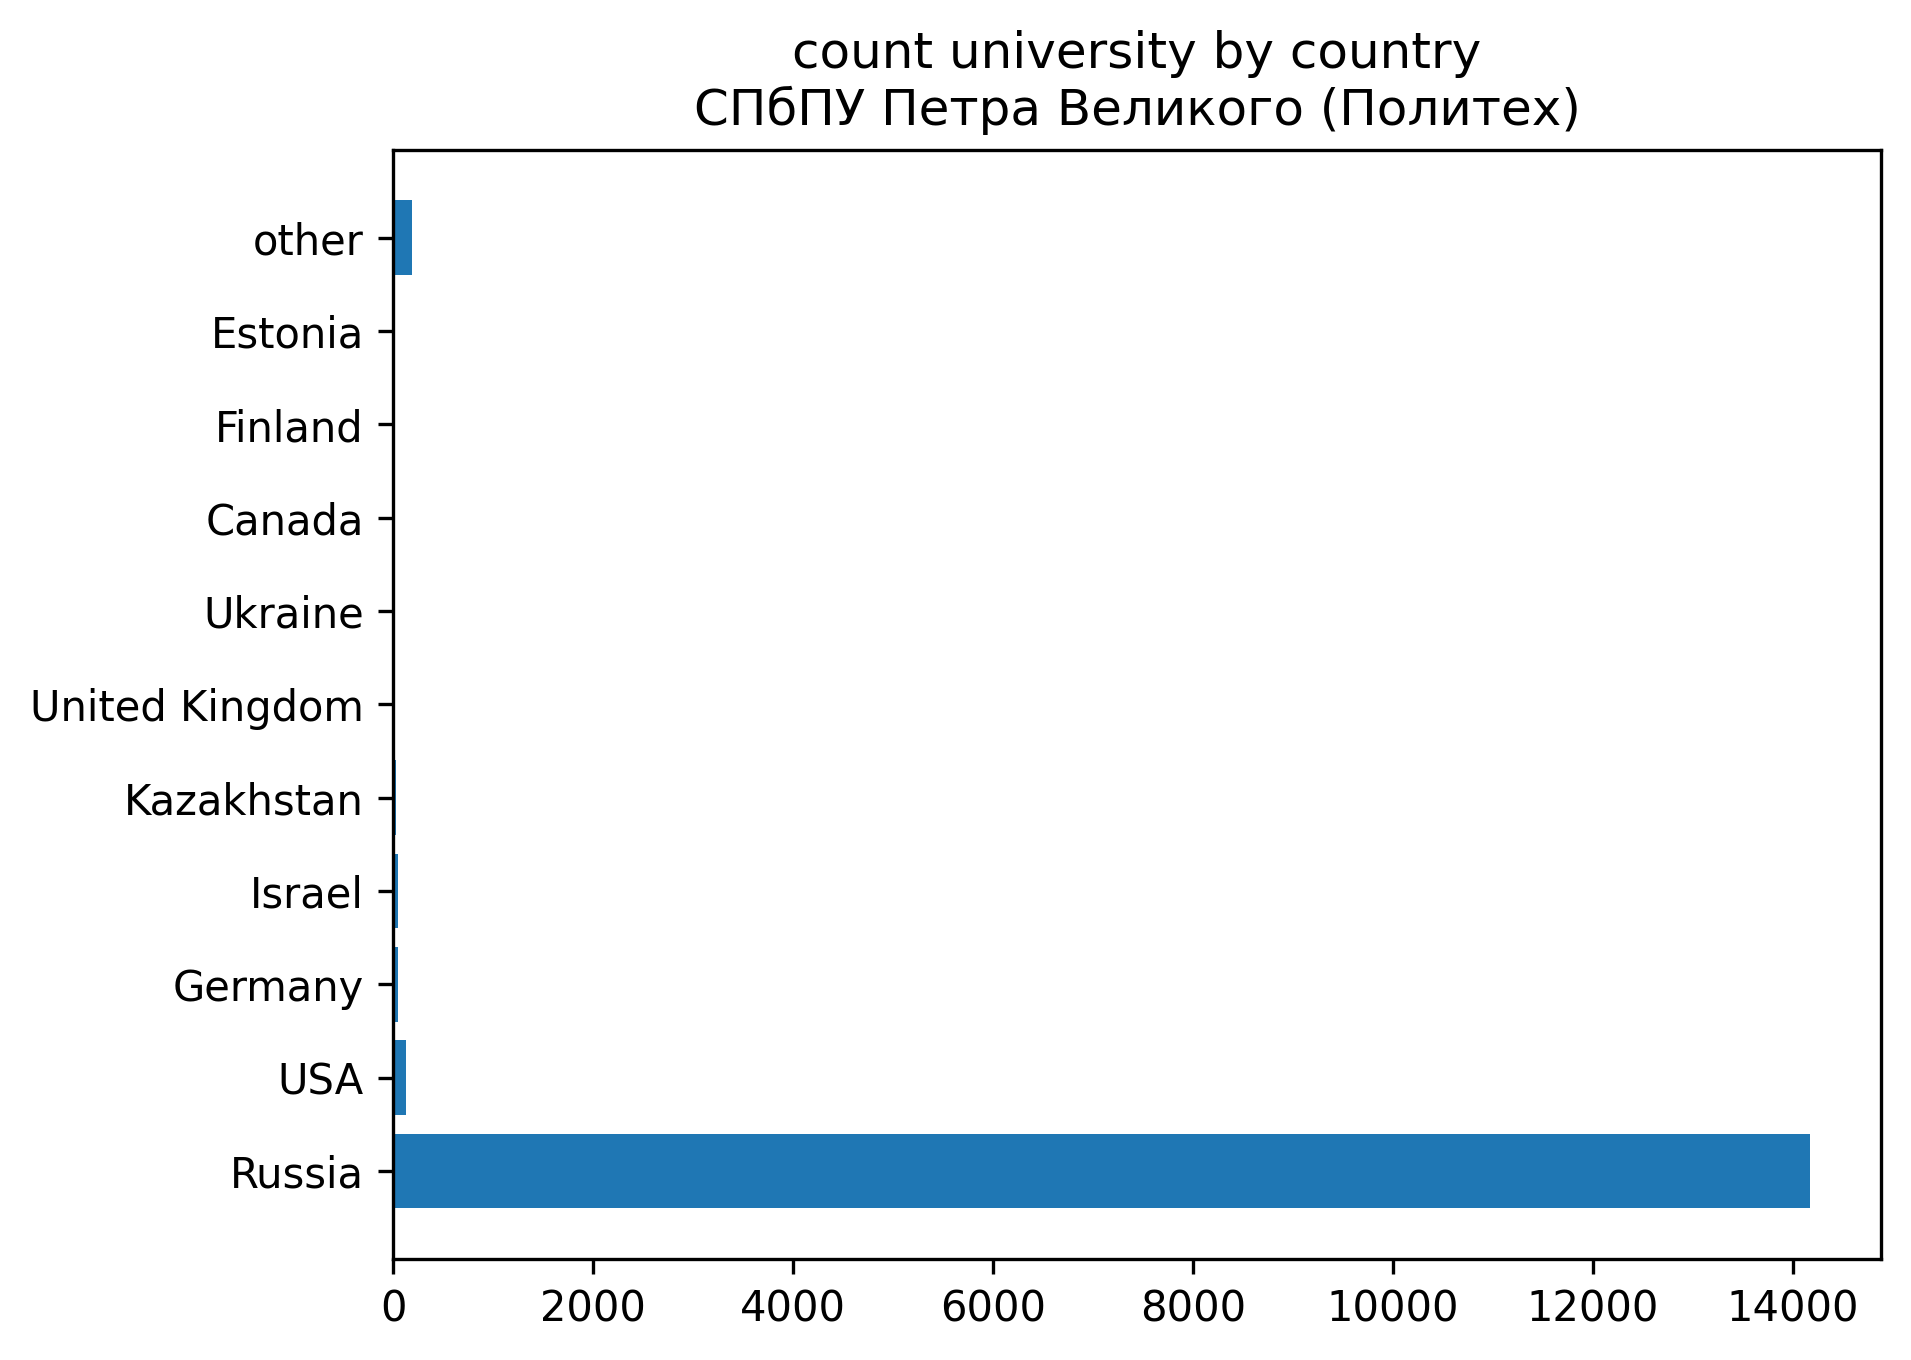 count university by country
СПбПУ Петра Великого (Политех)
other
Estonia
Finland
Canada
Ukraine
United Kingdom
Kazakhstan
Israel
Germany
USA
Russia
0 2000 4000 6000 8000 10000 12000 14000